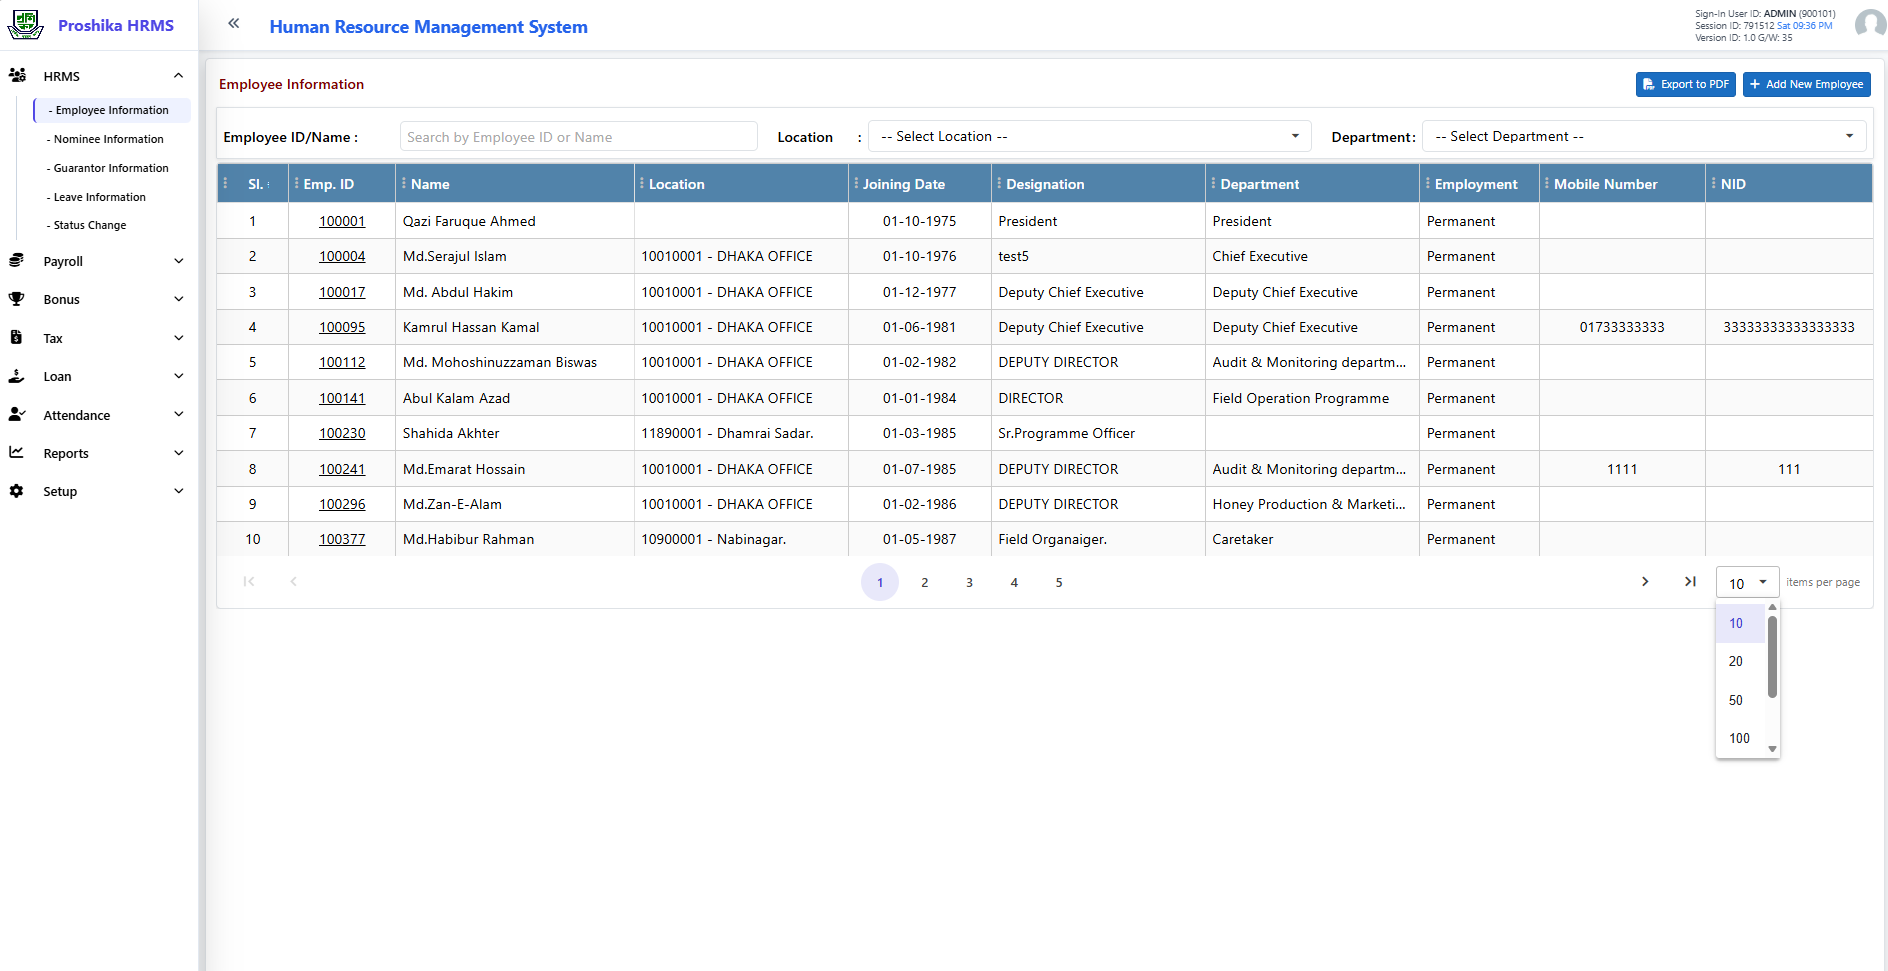 Proshika HRMS
Human Resource Management System
Sign-In User ID: ADMIN (900101)
Session ID: 791512 Sat 09:36 PM
Version ID: 1.0 G/W: 35
HRMS
- Employee Information
- Nominee Information
- Guarantor Information
- Leave Information
- Status Change
Payroll
Bonus
Tax
Loan
Attendance
Reports
Setup
Employee Information
Export to PDF
+ Add New Employee
Employee ID/Name :
Search by Employee ID or Name
Location :
-- Select Location --
Department:
-- Select Department --
Sl. Emp. ID Name Location Joining Date Designation Department Employment Mobile Number NID
1 100001 Qazi Faruque Ahmed 01-10-1975 President President Permanent
2 100004 Md.Serajul Islam 10010001 - DHAKA OFFICE 01-10-1976 test5 Chief Executive Permanent
3 100017 Md. Abdul Hakim 10010001 - DHAKA OFFICE 01-12-1977 Deputy Chief Executive Deputy Chief Executive Permanent
4 100095 Kamrul Hassan Kamal 10010001 - DHAKA OFFICE 01-06-1981 Deputy Chief Executive Deputy Chief Executive Permanent 01733333333 33333333333333333
5 100112 Md. Mohoshinuzzaman Biswas 10010001 - DHAKA OFFICE 01-02-1982 DEPUTY DIRECTOR Audit & Monitoring departm... Permanent
6 100141 Abul Kalam Azad 10010001 - DHAKA OFFICE 01-01-1984 DIRECTOR Field Operation Programme Permanent
7 100230 Shahida Akhter 11890001 - Dhamrai Sadar. 01-03-1985 Sr.Programme Officer Permanent
8 100241 Md.Emarat Hossain 10010001 - DHAKA OFFICE 01-07-1985 DEPUTY DIRECTOR Audit & Monitoring departm... Permanent 1111 111
9 100296 Md.Zan-E-Alam 10010001 - DHAKA OFFICE 01-02-1986 DEPUTY DIRECTOR Honey Production & Marketi... Permanent
10 100377 Md.Habibur Rahman 10900001 - Nabinagar. 01-05-1987 Field Organaiger. Caretaker Permanent
1 2 3 4 5
10 items per page
10
20
50
100